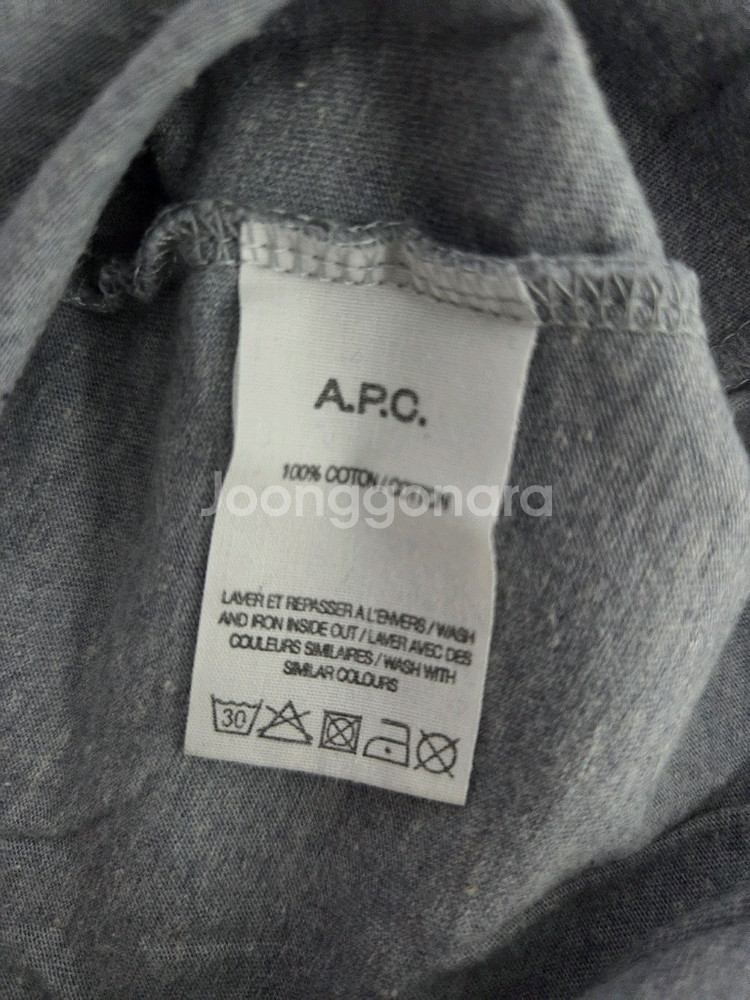 A.P.C.
100% COTON / COTTON
Joonggonara
LAVER ET REPASSER A L'ENVERS / WASH
AND IRON INSIDE OUT / LAVER AVEC DES
COULEURS SIMILAIRES / WASH WITH
SIMILAR COLOURS
30